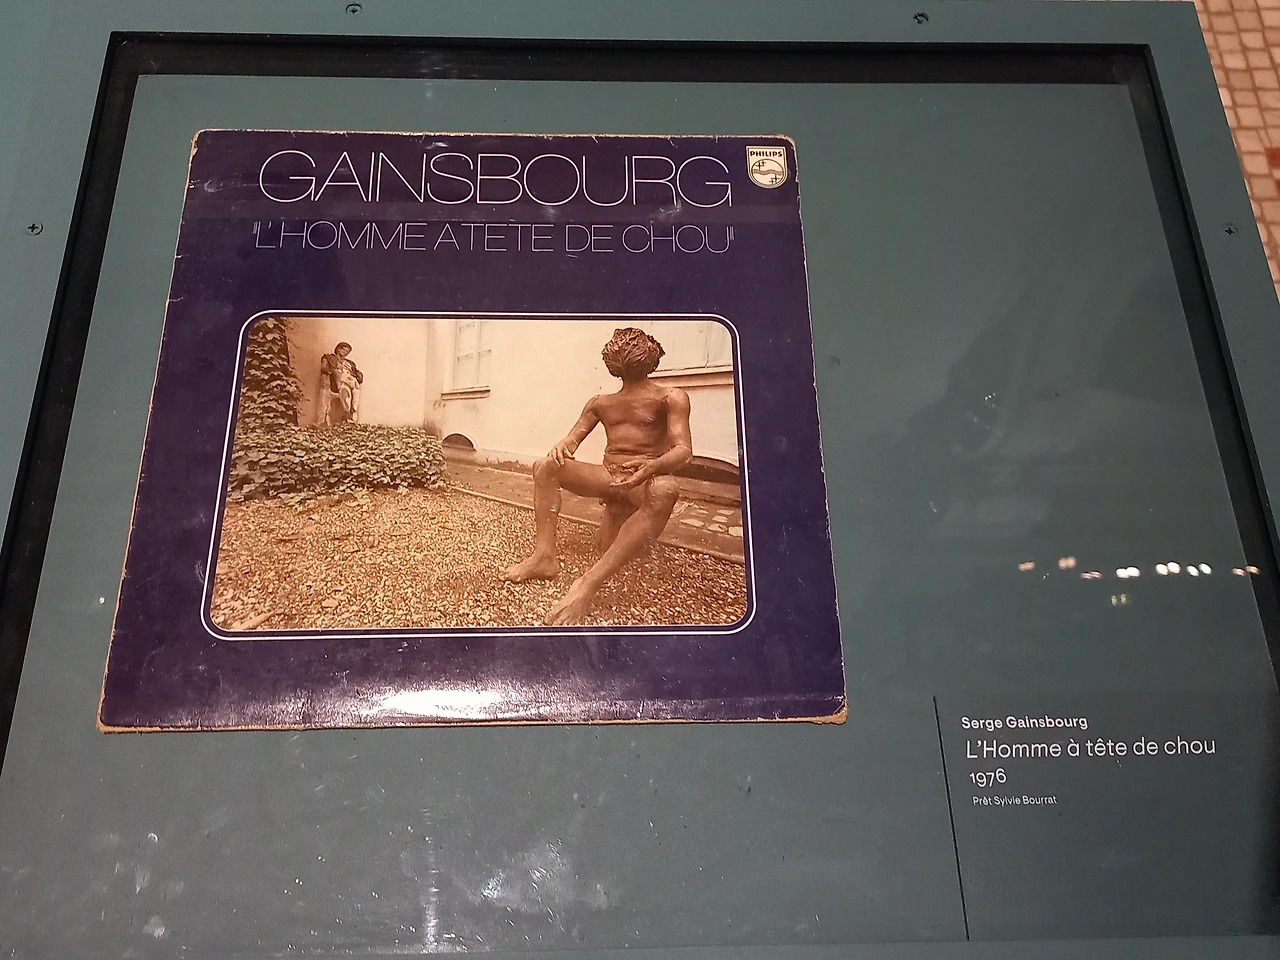 GAINSBOURG
PHILIPS
"L'HOMME A TETE DE CHOU"
Serge Gainsbourg
L'Homme à tête de chou
1976
Prêt Sylvie Bourrat